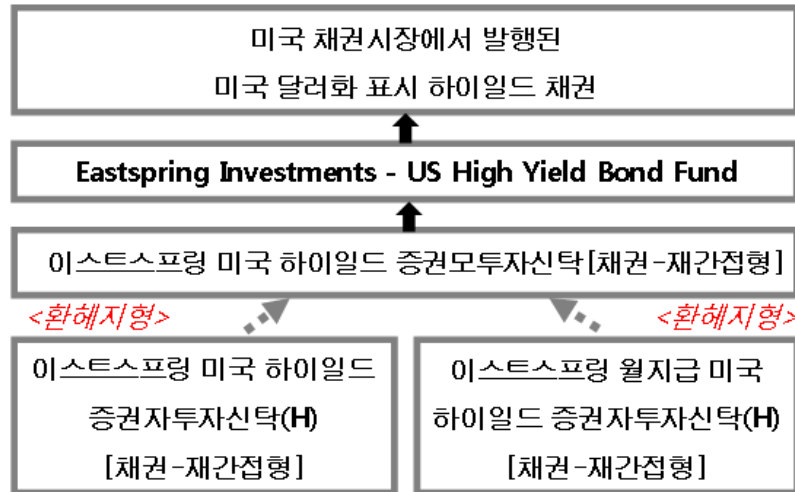 미국 채권시장에서 발행된
미국 달러화 표시 하이일드 채권
Eastspring Investments - US High Yield Bond Fund
이스트스프링 미국 하이일드 증권모투자신탁[채권-재간접형]
<환헤지형>
<환헤지형>
이스트스프링 미국 하이일드
증권자투자신탁(H)
[채권-재간접형]
이스트스프링 월지급 미국
하이일드 증권자투자신탁(H)
[채권-재간접형]